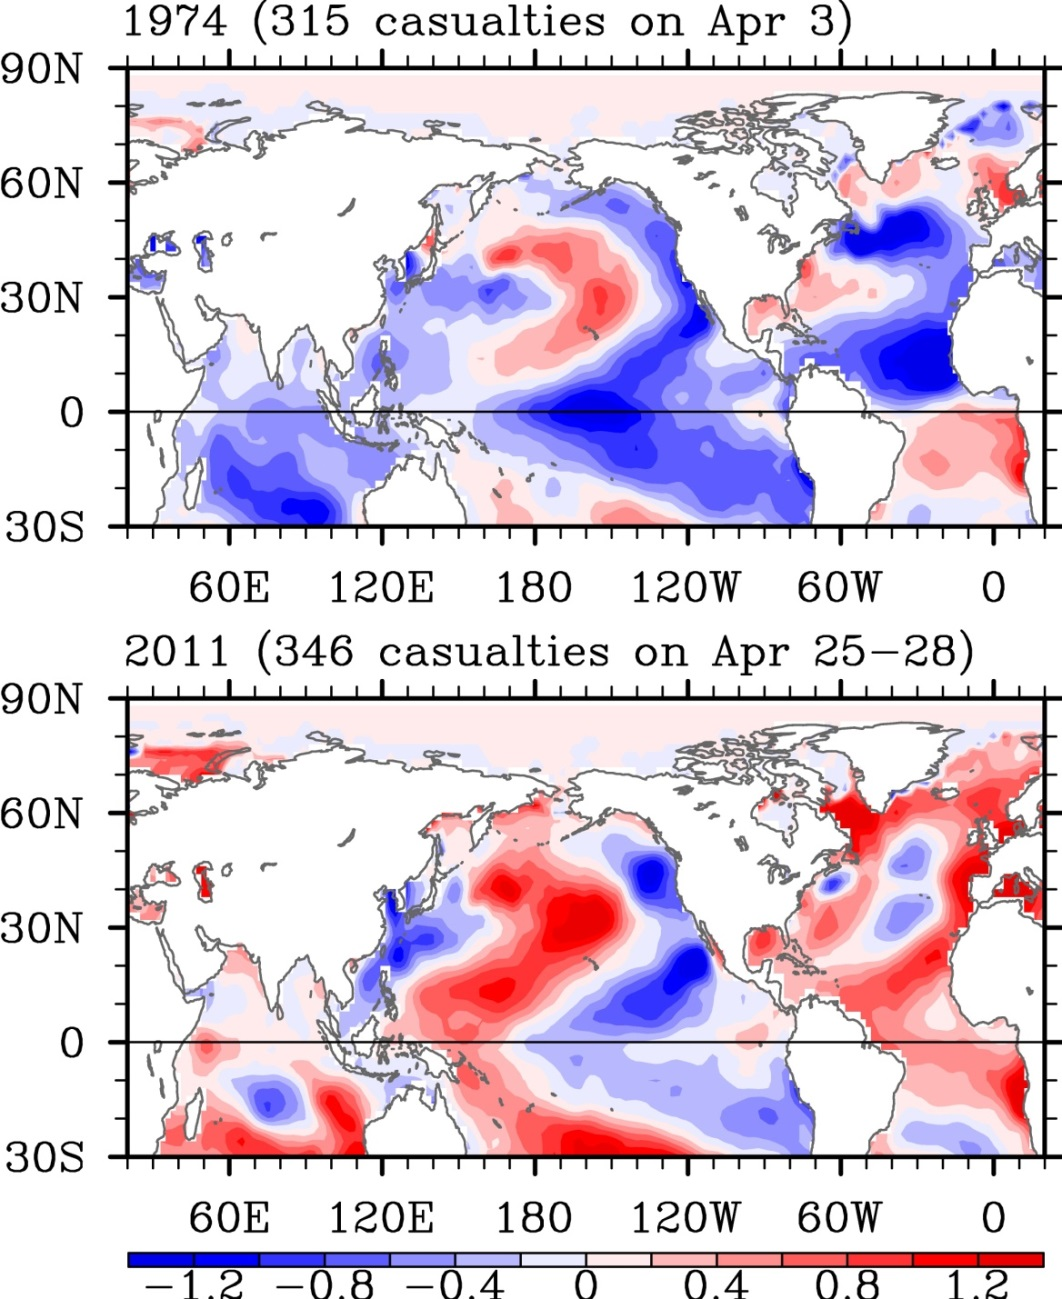 1974 (315 casualties on Apr 3)
90N
60N
30N
0
30S
60E 120E 180 120W 60W 0
2011 (346 casualties on Apr 25-28)
90N
60N
30N
0
30S
60E 120E 180 120W 60W 0
-1.2 -0.8 -0.4 0 0.4 0.8 1.2